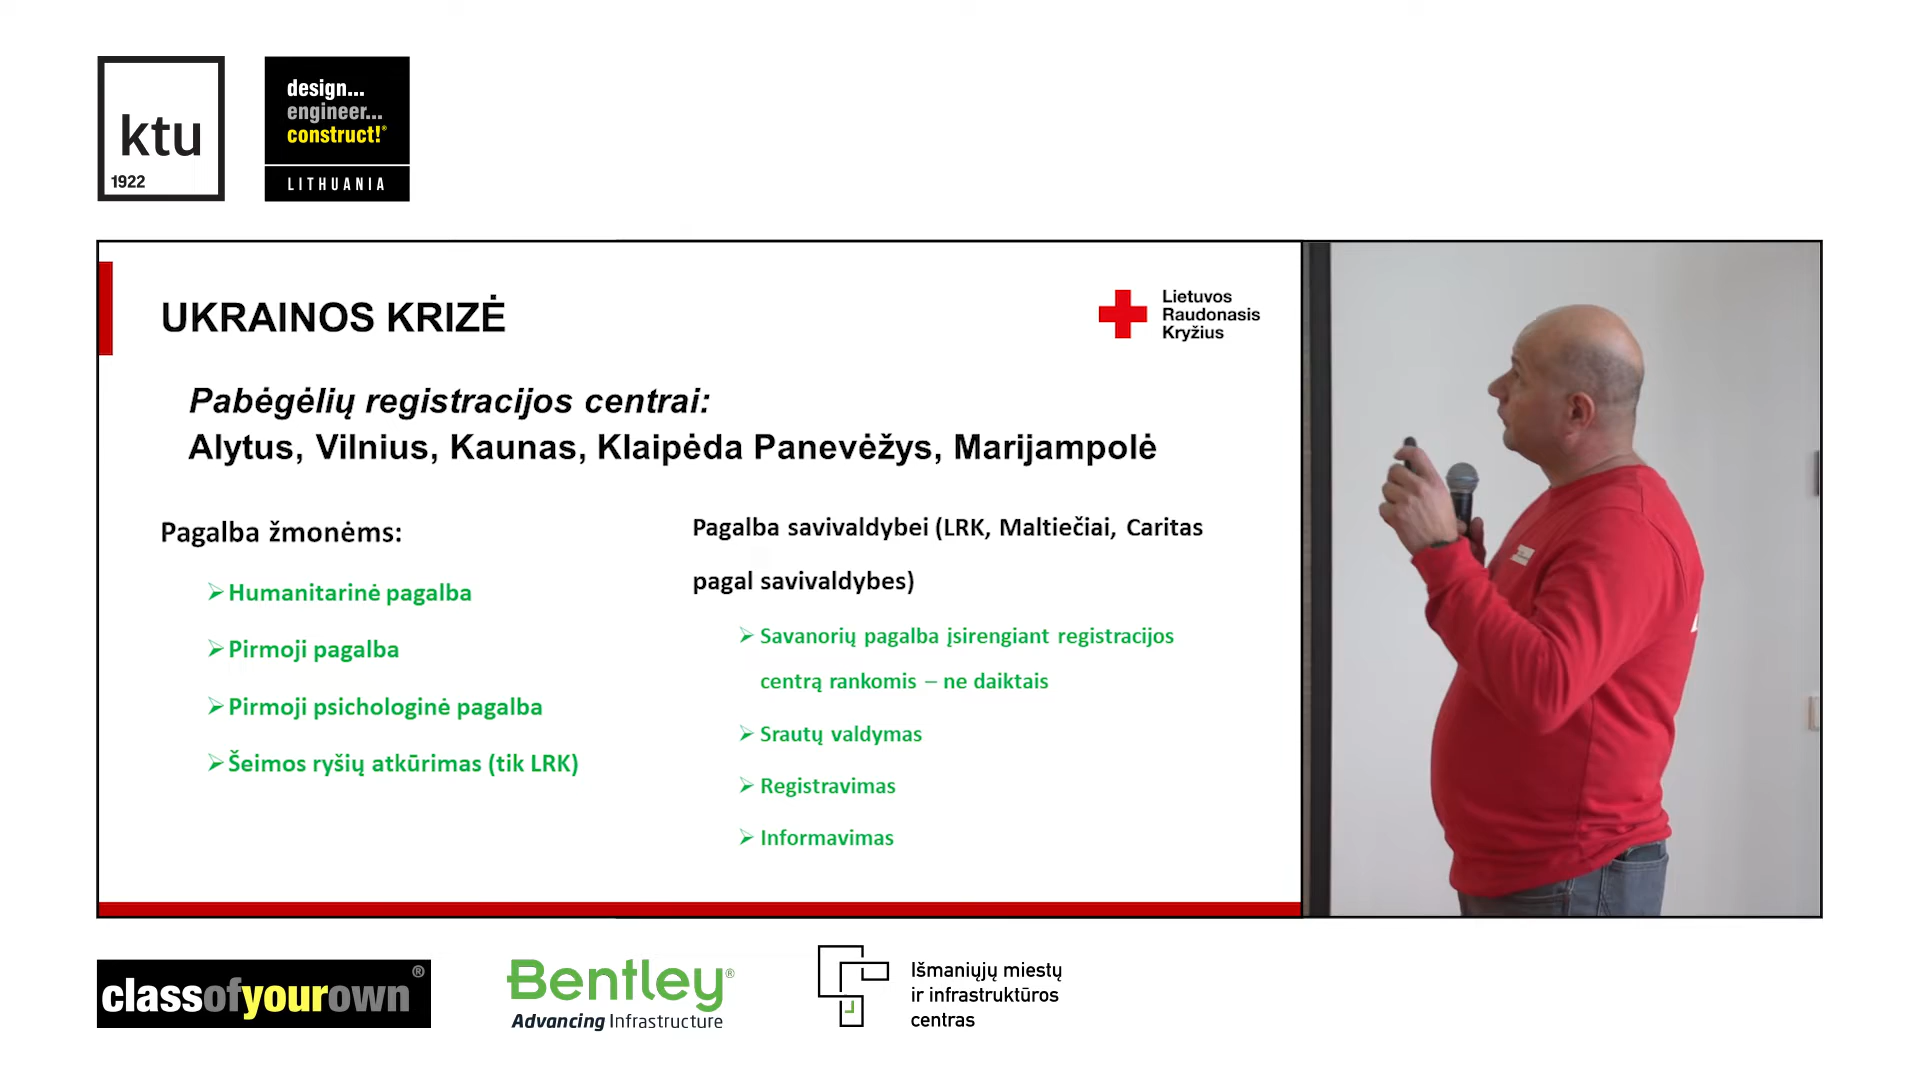 ktu
1922
design...
engineer...
construct!®
LITHUANIA
UKRAINOS KRIZĖ
Lietuvos
Raudonasis
Kryžius
Pabėgėlių registracijos centrai:
Alytus, Vilnius, Kaunas, Klaipėda Panevėžys, Marijampolė
Pagalba žmonėms:
➢Humanitarinė pagalba
➢Pirmoji pagalba
➢Pirmoji psichologinė pagalba
➢Šeimos ryšių atkūrimas (tik LRK)
Pagalba savivaldybei (LRK, Maltiečiai, Caritas
pagal savivaldybes)
➢Savanorių pagalba įsirengiant registracijos
centrą rankomis – ne daiktais
➢Srautų valdymas
➢Registravimas
➢Informavimas
classofyourown®
Bentley®
Advancing Infrastructure
Išmaniųjų miestų
ir infrastruktūros
centras